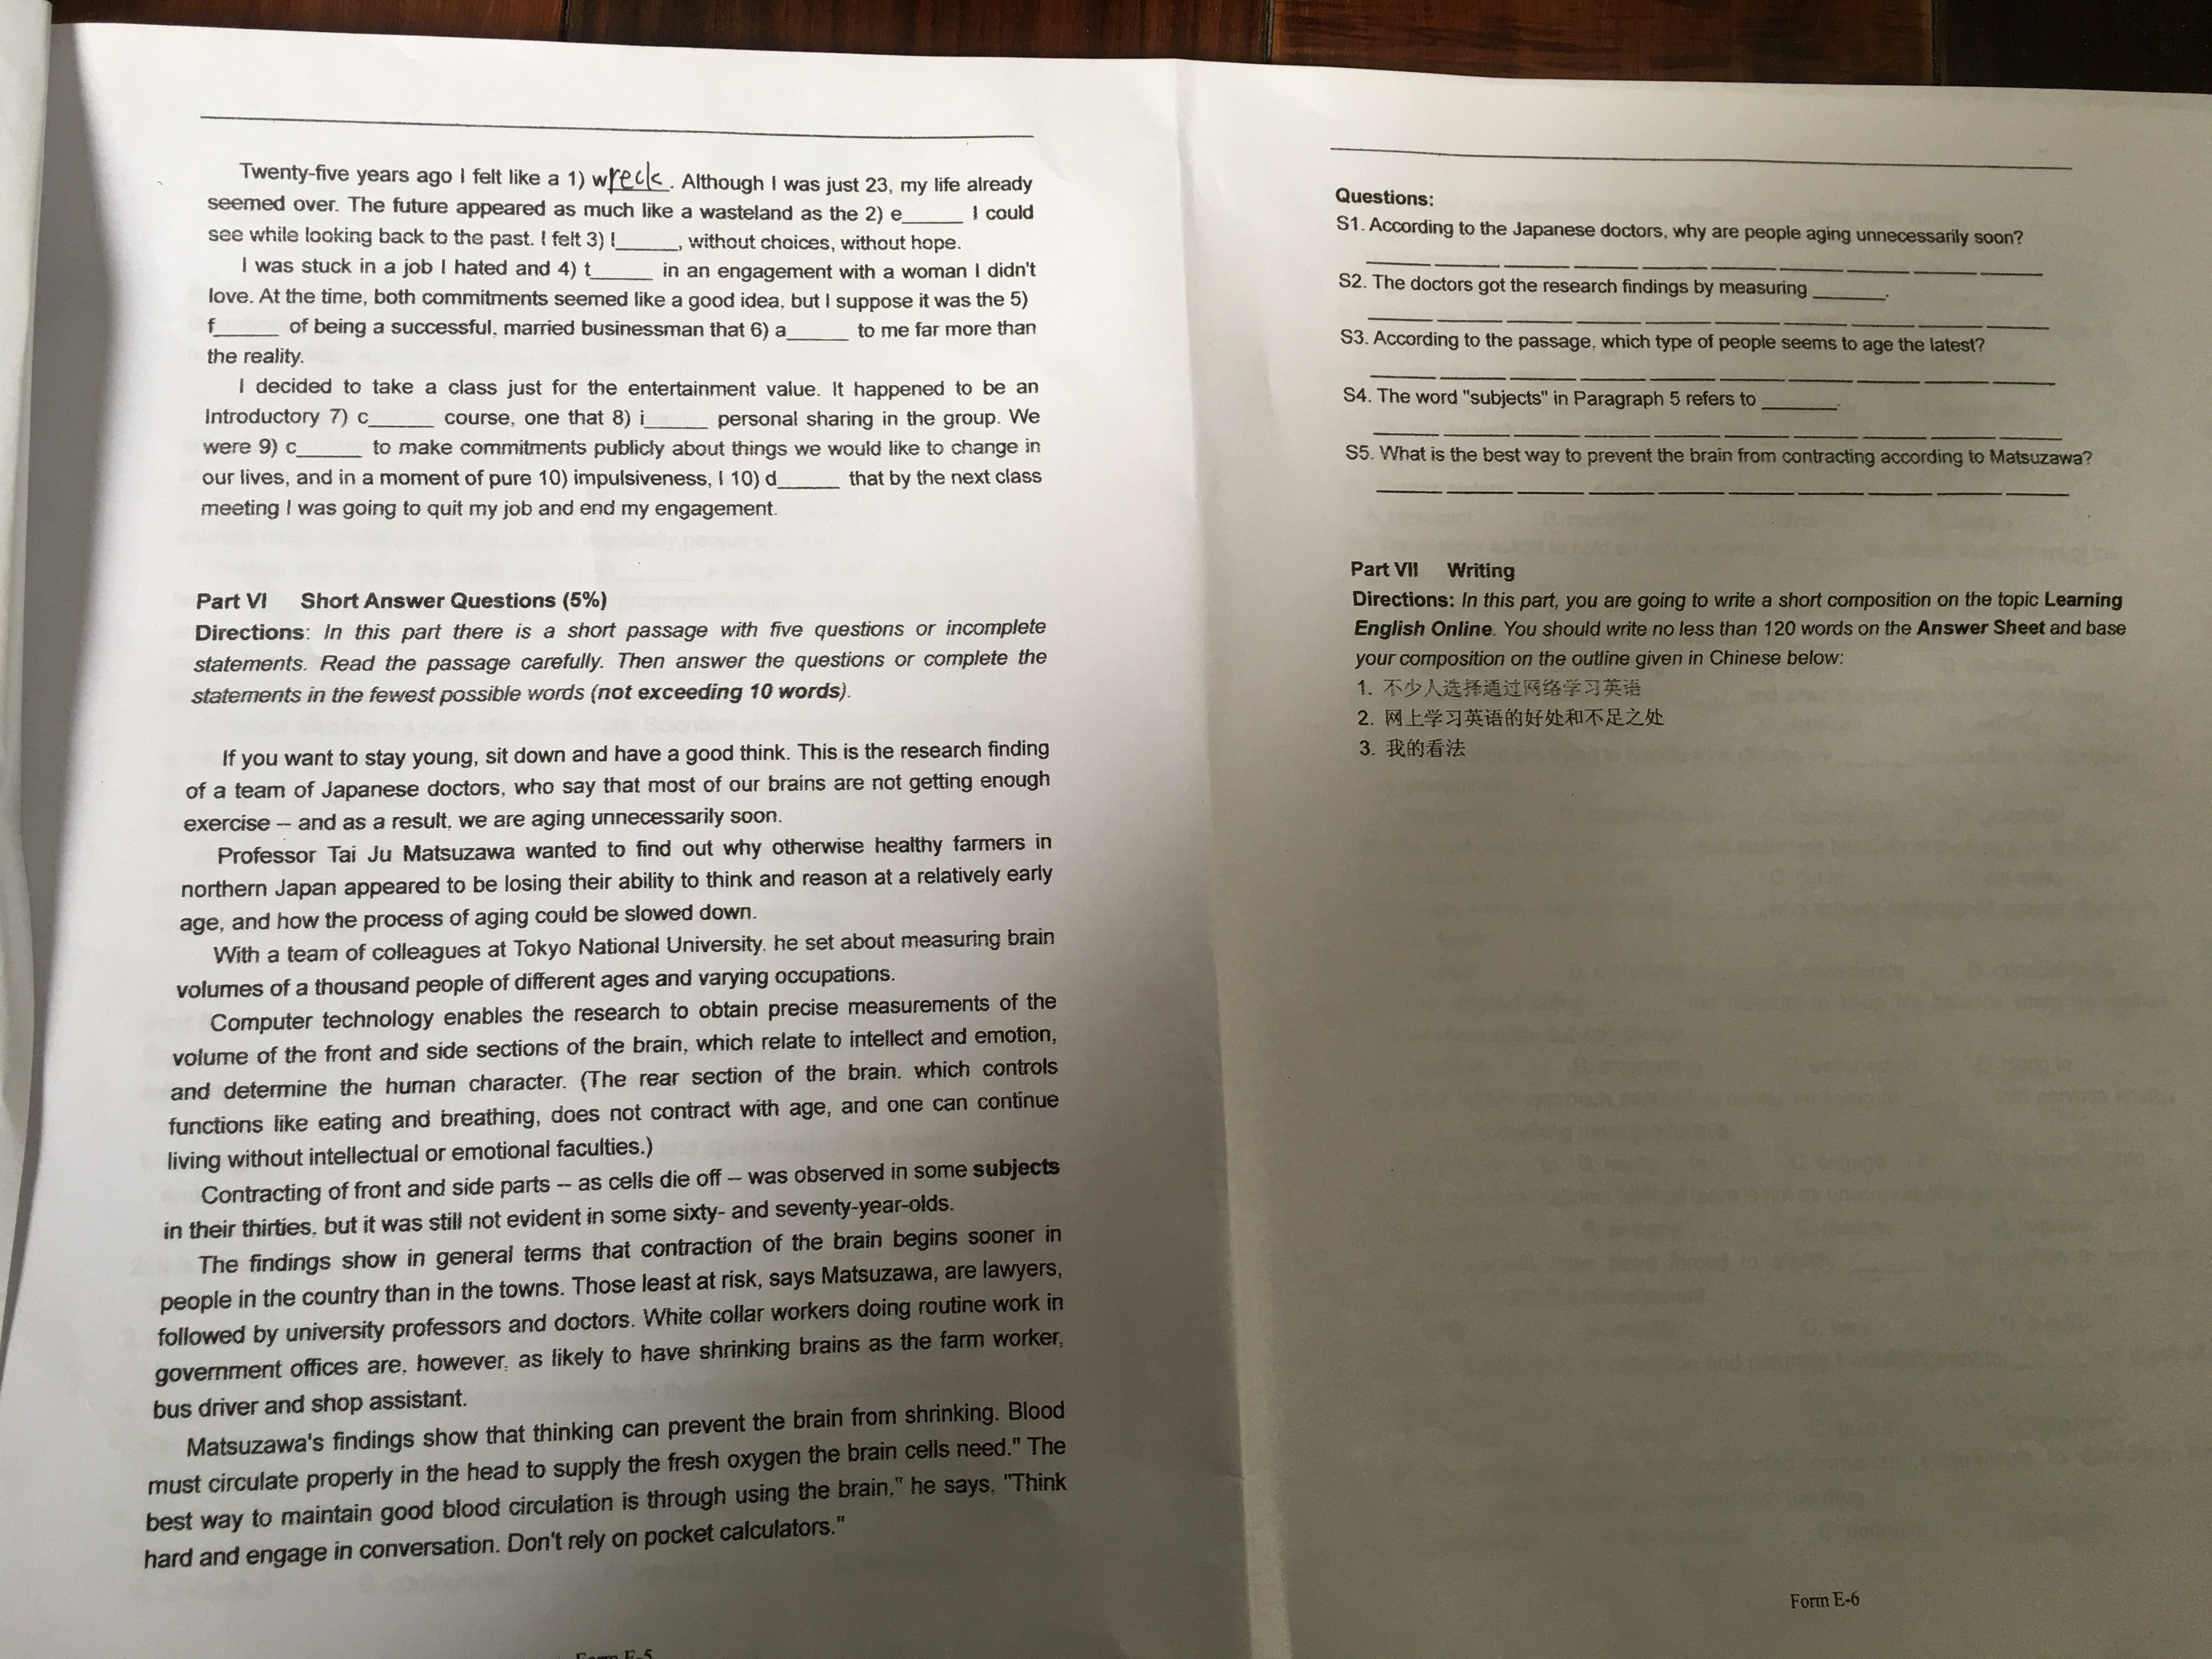 Twenty-five years ago I felt like a 1) wreck. Although I was just 23, my life already
seemed over. The future appeared as much like a wasteland as the 2) e_____ I could
see while looking back to the past. I felt 3) l_____, without choices, without hope.
I was stuck in a job I hated and 4) t_____ in an engagement with a woman I didn't
love. At the time, both commitments seemed like a good idea, but I suppose it was the 5)
f_____ of being a successful, married businessman that 6) a_____ to me far more than
the reality.
I decided to take a class just for the entertainment value. It happened to be an
Introductory 7) c_____ course, one that 8) i_____ personal sharing in the group. We
were 9) c_____ to make commitments publicly about things we would like to change in
our lives, and in a moment of pure 10) impulsiveness, I 10) d_____ that by the next class
meeting I was going to quit my job and end my engagement.
Part VI Short Answer Questions (5%)
Directions: In this part there is a short passage with five questions or incomplete
statements. Read the passage carefully. Then answer the questions or complete the
statements in the fewest possible words (not exceeding 10 words).
If you want to stay young, sit down and have a good think. This is the research finding
of a team of Japanese doctors, who say that most of our brains are not getting enough
exercise – and as a result, we are aging unnecessarily soon.
Professor Tai Ju Matsuzawa wanted to find out why otherwise healthy farmers in
northern Japan appeared to be losing their ability to think and reason at a relatively early
age, and how the process of aging could be slowed down.
With a team of colleagues at Tokyo National University, he set about measuring brain
volumes of a thousand people of different ages and varying occupations.
Computer technology enables the research to obtain precise measurements of the
volume of the front and side sections of the brain, which relate to intellect and emotion,
and determine the human character. (The rear section of the brain, which controls
functions like eating and breathing, does not contract with age, and one can continue
living without intellectual or emotional faculties.)
Contracting of front and side parts – as cells die off – was observed in some subjects
in their thirties, but it was still not evident in some sixty- and seventy-year-olds.
The findings show in general terms that contraction of the brain begins sooner in
people in the country than in the towns. Those least at risk, says Matsuzawa, are lawyers,
followed by university professors and doctors. White collar workers doing routine work in
government offices are, however, as likely to have shrinking brains as the farm worker,
bus driver and shop assistant.
Matsuzawa's findings show that thinking can prevent the brain from shrinking. Blood
must circulate properly in the head to supply the fresh oxygen the brain cells need." The
best way to maintain good blood circulation is through using the brain," he says, "Think
hard and engage in conversation. Don't rely on pocket calculators."
Form E-5
Questions:
S1. According to the Japanese doctors, why are people aging unnecessarily soon?
S2. The doctors got the research findings by measuring ______.
S3. According to the passage, which type of people seems to age the latest?
S4. The word "subjects" in Paragraph 5 refers to ______.
S5. What is the best way to prevent the brain from contracting according to Matsuzawa?
Part VII Writing
Directions: In this part, you are going to write a short composition on the topic Learning
English Online. You should write no less than 120 words on the Answer Sheet and base
your composition on the outline given in Chinese below:
1. 不少人选择通过网络学习英语
2. 网上学习英语的好处和不足之处
3. 我的看法
Form E-6